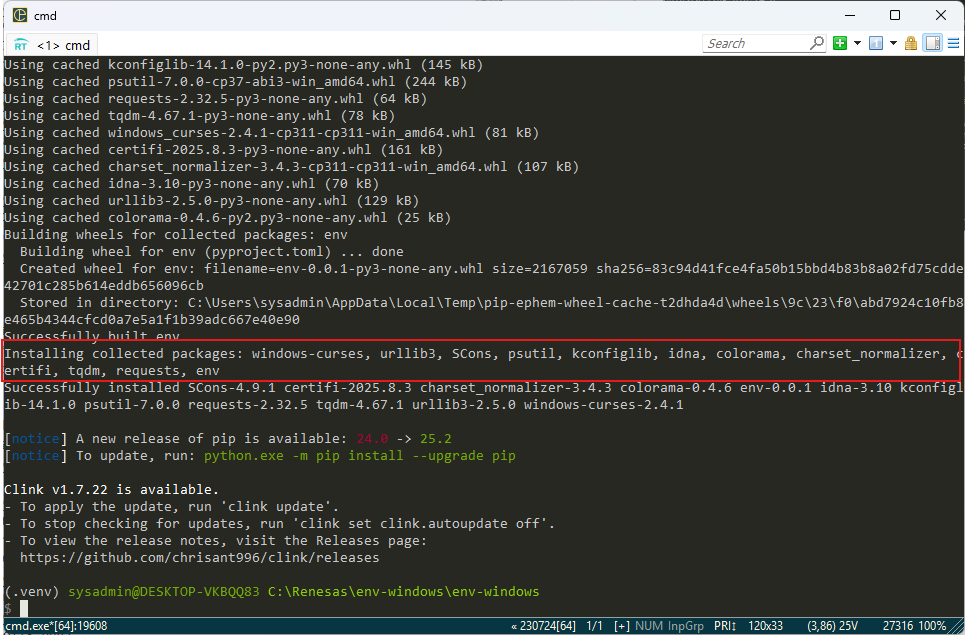 cmd
RT <1> cmd
Search
Using cached kconfiglib-14.1.0-py2.py3-none-any.whl (145 kB)
Using cached psutil-7.0.0-cp37-abi3-win_amd64.whl (244 kB)
Using cached requests-2.32.5-py3-none-any.whl (64 kB)
Using cached tqdm-4.67.1-py3-none-any.whl (78 kB)
Using cached windows_curses-2.4.1-cp311-cp311-win_amd64.whl (81 kB)
Using cached certifi-2025.8.3-py3-none-any.whl (161 kB)
Using cached charset_normalizer-3.4.3-cp311-cp311-win_amd64.whl (107 kB)
Using cached idna-3.10-py3-none-any.whl (70 kB)
Using cached urllib3-2.5.0-py3-none-any.whl (129 kB)
Using cached colorama-0.4.6-py2.py3-none-any.whl (25 kB)
Building wheels for collected packages: env
  Building wheel for env (pyproject.toml) ... done
  Created wheel for env: filename=env-0.0.1-py3-none-any.whl size=2167059 sha256=83c94d41fce4fa50b15bbd4b83b8a02fd75cdde
42701c285b614eddb656096cb
  Stored in directory: C:\Users\sysadmin\AppData\Local\Temp\pip-ephem-wheel-cache-t2dhda4d\wheels\9c\23\f0\abd7924c10fb8
e465b4344cfcd0a7e5a1f1b39adc667e40e90
Successfully built env
Installing collected packages: windows-curses, urllib3, SCons, psutil, kconfiglib, idna, colorama, charset_normalizer, c
ertifi, tqdm, requests, env
Successfully installed SCons-4.9.1 certifi-2025.8.3 charset_normalizer-3.4.3 colorama-0.4.6 env-0.0.1 idna-3.10 kconfigl
ib-14.1.0 psutil-7.0.0 requests-2.32.5 tqdm-4.67.1 urllib3-2.5.0 windows-curses-2.4.1
[notice] A new release of pip is available: 24.0 -> 25.2
[notice] To update, run: python.exe -m pip install --upgrade pip
Clink v1.7.22 is available.
- To apply the update, run 'clink update'.
- To stop checking for updates, run 'clink set clink.autoupdate off'.
- To view the release notes, visit the Releases page:
  https://github.com/chrisant996/clink/releases
(.venv) sysadmin@DESKTOP-VKBQQ83 C:\Renesas\env-windows\env-windows
$
cmd.exe*[64]:19608 « 230724[64] 1/1 [+] NUM InpGrp PRI↕ 120x33 (3,86) 25V 27316 100%